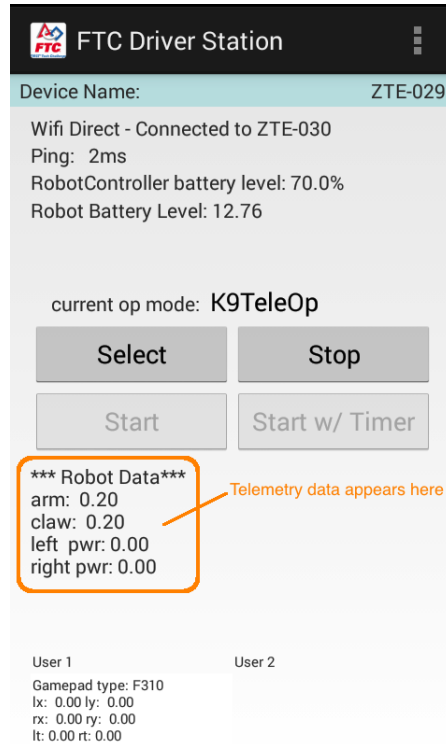 FTC Driver Station
FTC
Device Name: ZTE-029
Wifi Direct - Connected to ZTE-030
Ping: 2ms
RobotController battery level: 70.0%
Robot Battery Level: 12.76
current op mode: K9TeleOp
Select Stop
Start Start w/ Timer
*** Robot Data***
arm: 0.20
Telemetry data appears here
claw: 0.20
left pwr: 0.00
right pwr: 0.00
User 1 User 2
Gamepad type: F310
lx: 0.00 ly: 0.00
rx: 0.00 ry: 0.00
lt: 0.00 rt: 0.00